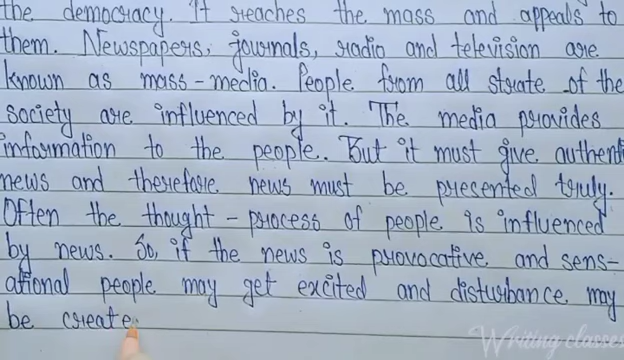 the democracy. It reaches the mass and appeals to
them. Newspapers, journals, radio and television are
known as mass-media. People from all strate of the
society are influenced by it. The media provides
information to the people. But it must give authenti
news and therefore news must be presented truly.
Often the thought-process of people is influenced
by news. So, if the news is provocative and sens-
ational people may get excited and disturbance may
be create
Writing classes